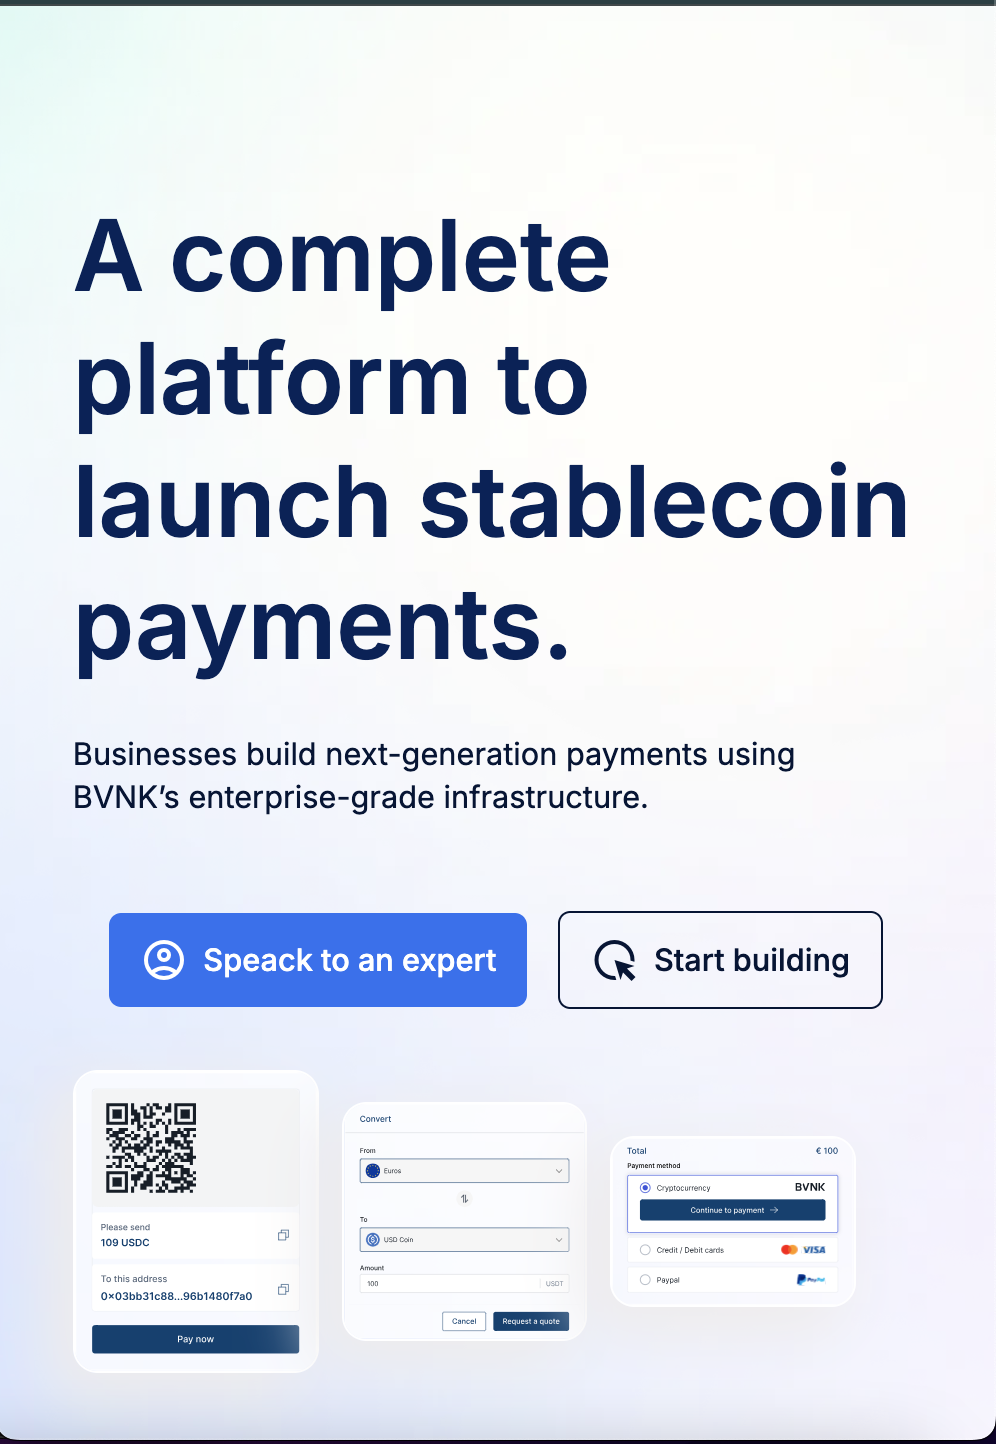 A complete
platform to
launch stablecoin
payments.
Businesses build next-generation payments using
BVNK’s enterprise-grade infrastructure.
Speack to an expert
Start building
Please send
109 USDC
To this address
0x03bb31c88...96b1480f7a0
Pay now
Convert
From
Euros
To
USD Coin
Amount
100 USDT
Cancel Request a quote
Total € 100
Payment method
Cryptocurrency BVNK
Continue to payment
Credit / Debit cards VISA
Paypal PayPal